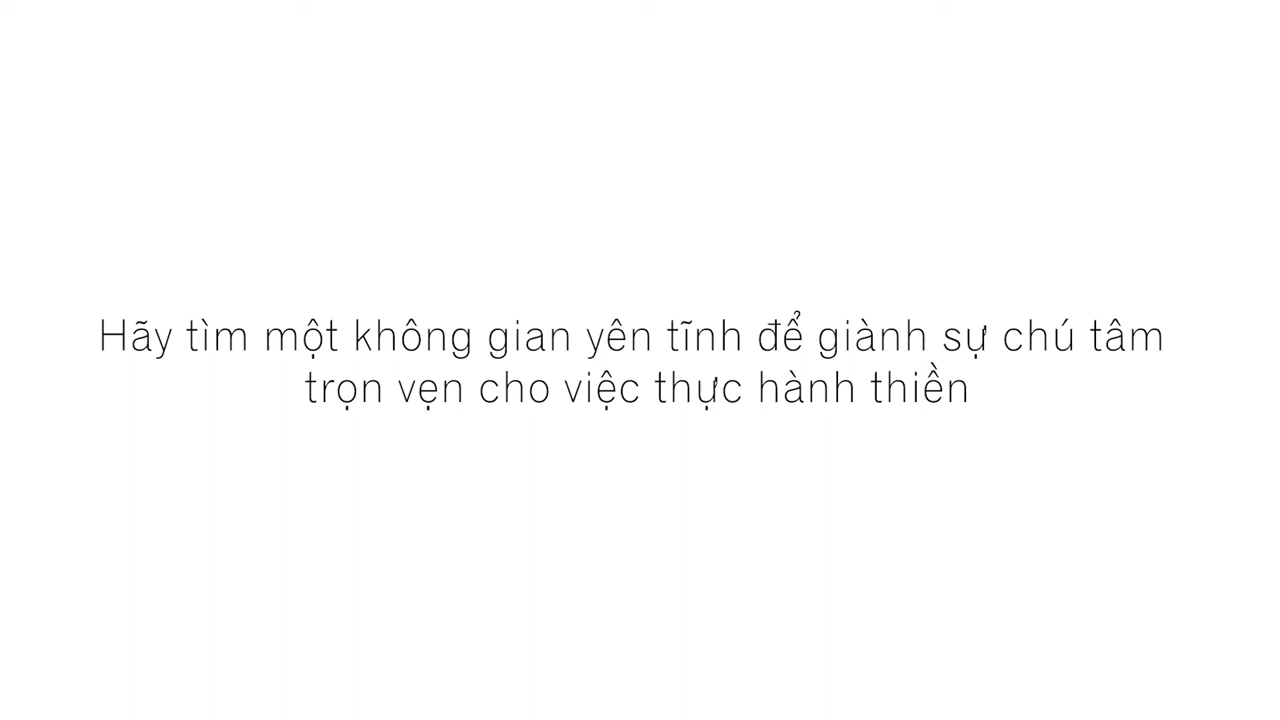 Hãy tìm một không gian yên tĩnh để giành sự chú tâm
trọn vẹn cho việc thực hành thiền